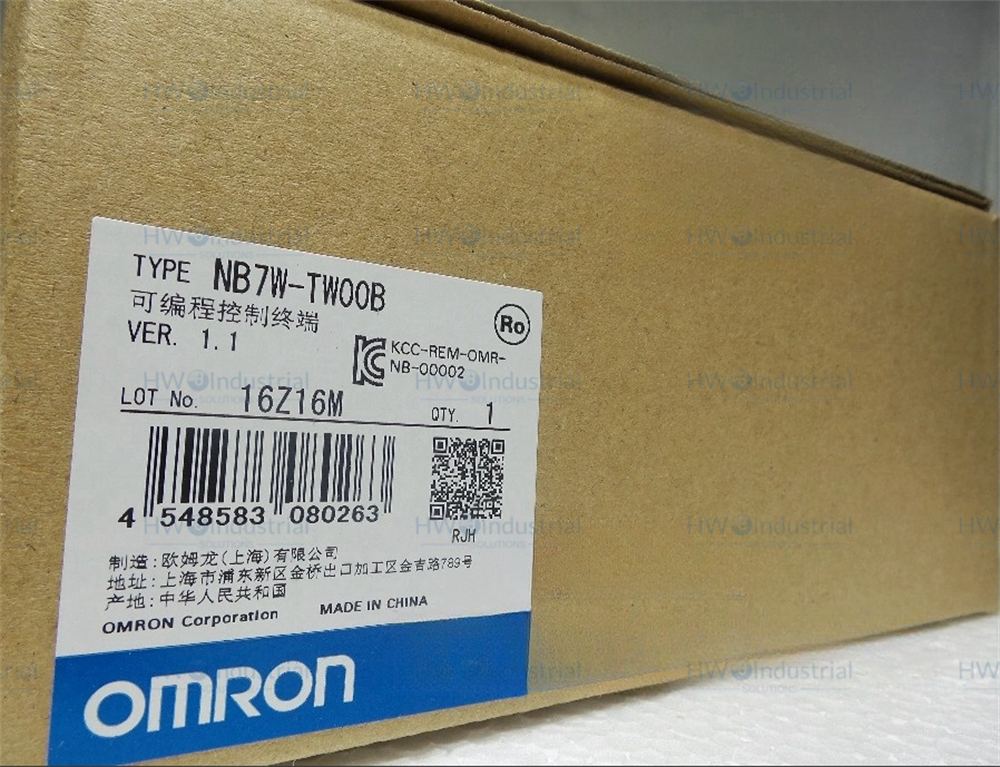 TYPE NB7W-TW00B
可编程控制终端
VER. 1.1
Ro
KCC-REM-OMR-
NB-00002
LOT No. 16Z16M
QTY. 1
4 548583 080263
RJH
制造:欧姆龙(上海)有限公司
地址:上海市浦东新区金桥出口加工区金吉路789号
产地:中华人民共和国
OMRON Corporation MADE IN CHINA
OMRON
HW Industrial
SOLUTIONS